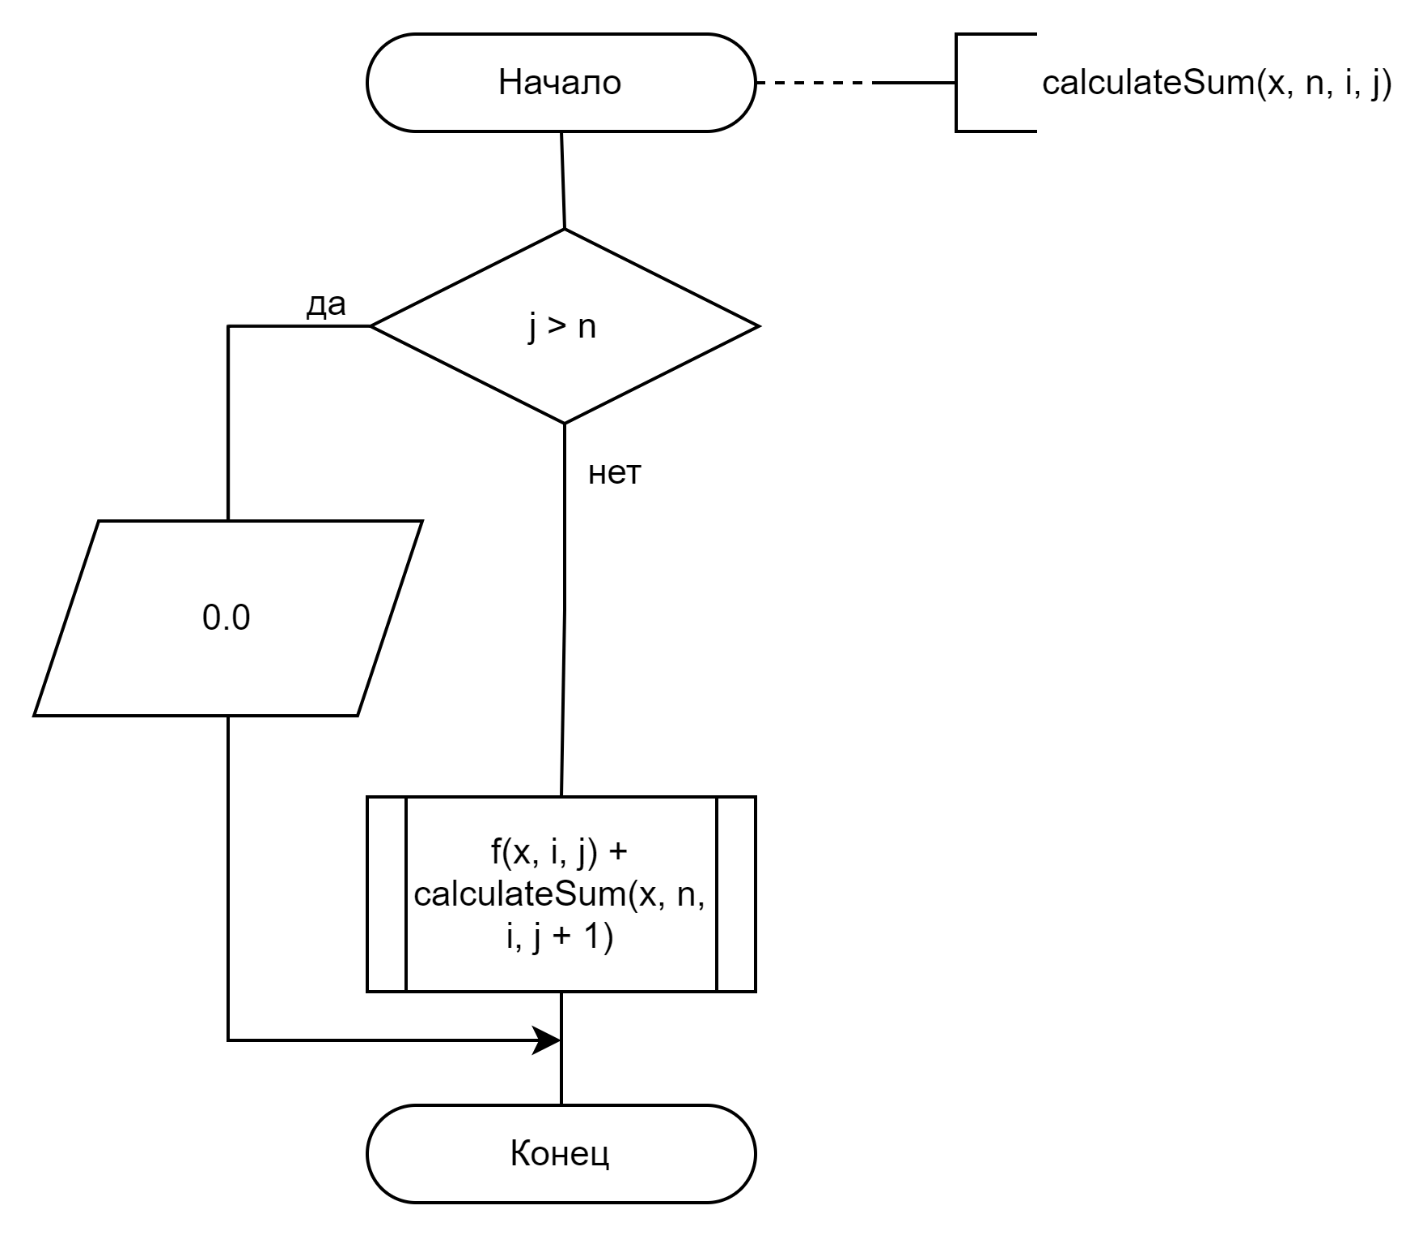 Начало
calculateSum(x, n, i, j)
да
j > n
нет
0.0
f(x, i, j) +
calculateSum(x, n,
i, j + 1)
Конец